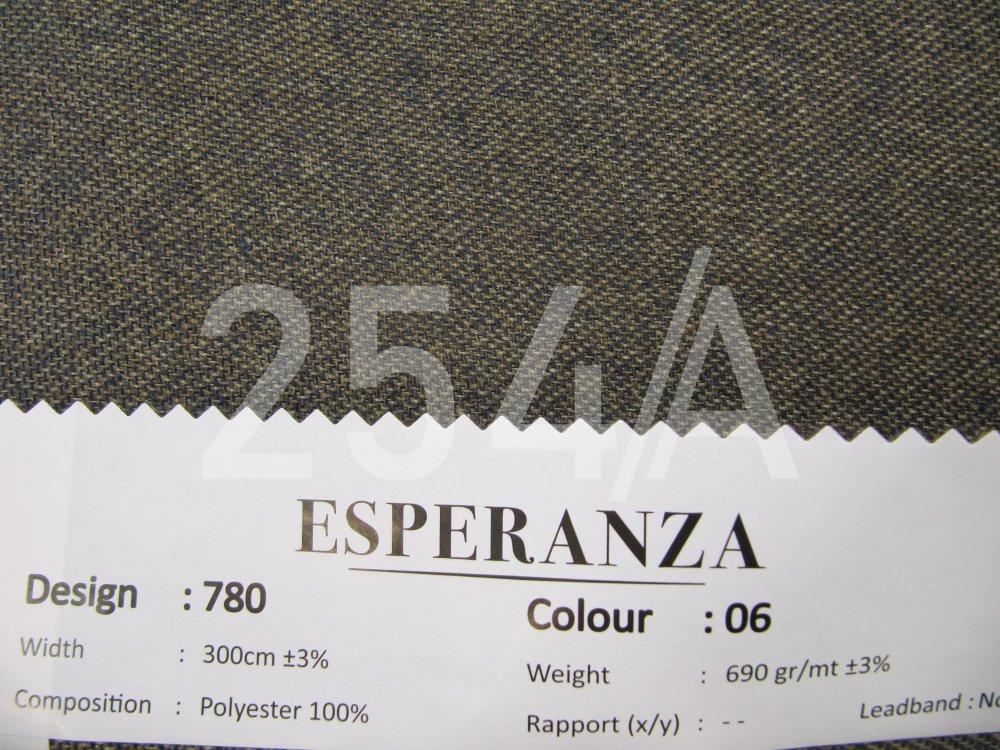 254/A
ESPERANZA
Design : 780
Colour : 06
Width : 300cm ±3%
Weight : 690 gr/mt ±3%
Composition : Polyester 100%
Rapport (x/y) : - -
Leadband :